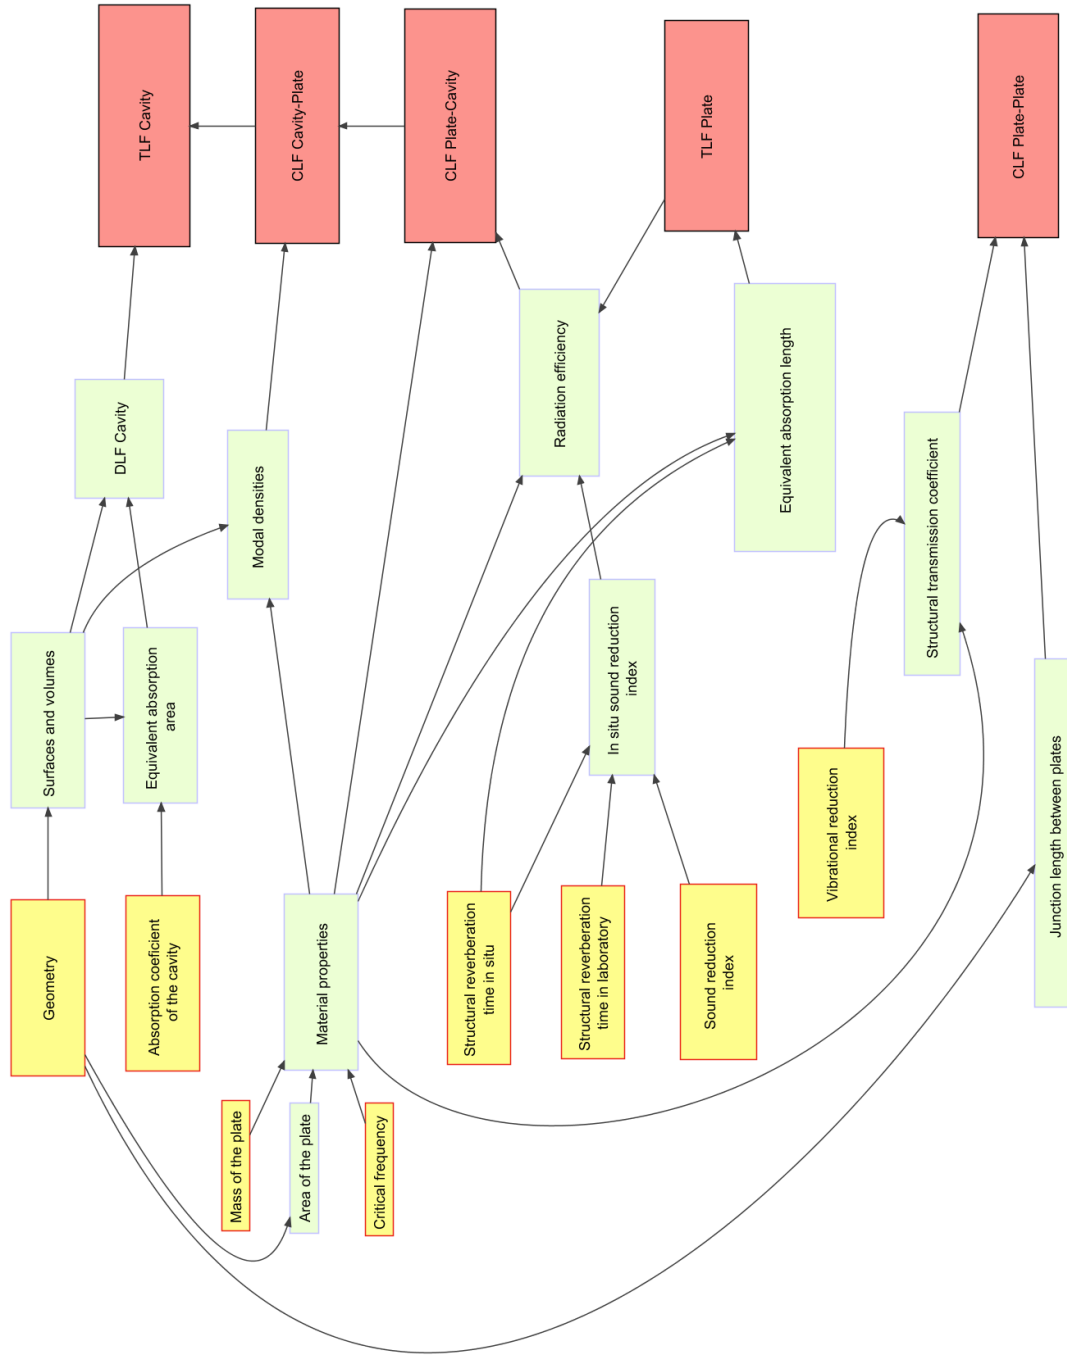 Geometry
Absorption coeficient
of the cavity
Surfaces and volumes
Equivalent absorption
area
DLF Cavity
TLF Cavity
Mass of the plate
Area of the plate
Critical frequency
Material properties
Modal densities
CLF Cavity-Plate
CLF Plate-Cavity
Structural reverberation
time in situ
Structural reverberation
time in laboratory
Sound reduction
index
In situ sound reduction
index
Radiation efficiency
TLF Plate
Equivalent absorption length
Vibrational reduction
index
Structural transmission coefficient
CLF Plate-Plate
Junction length between plates